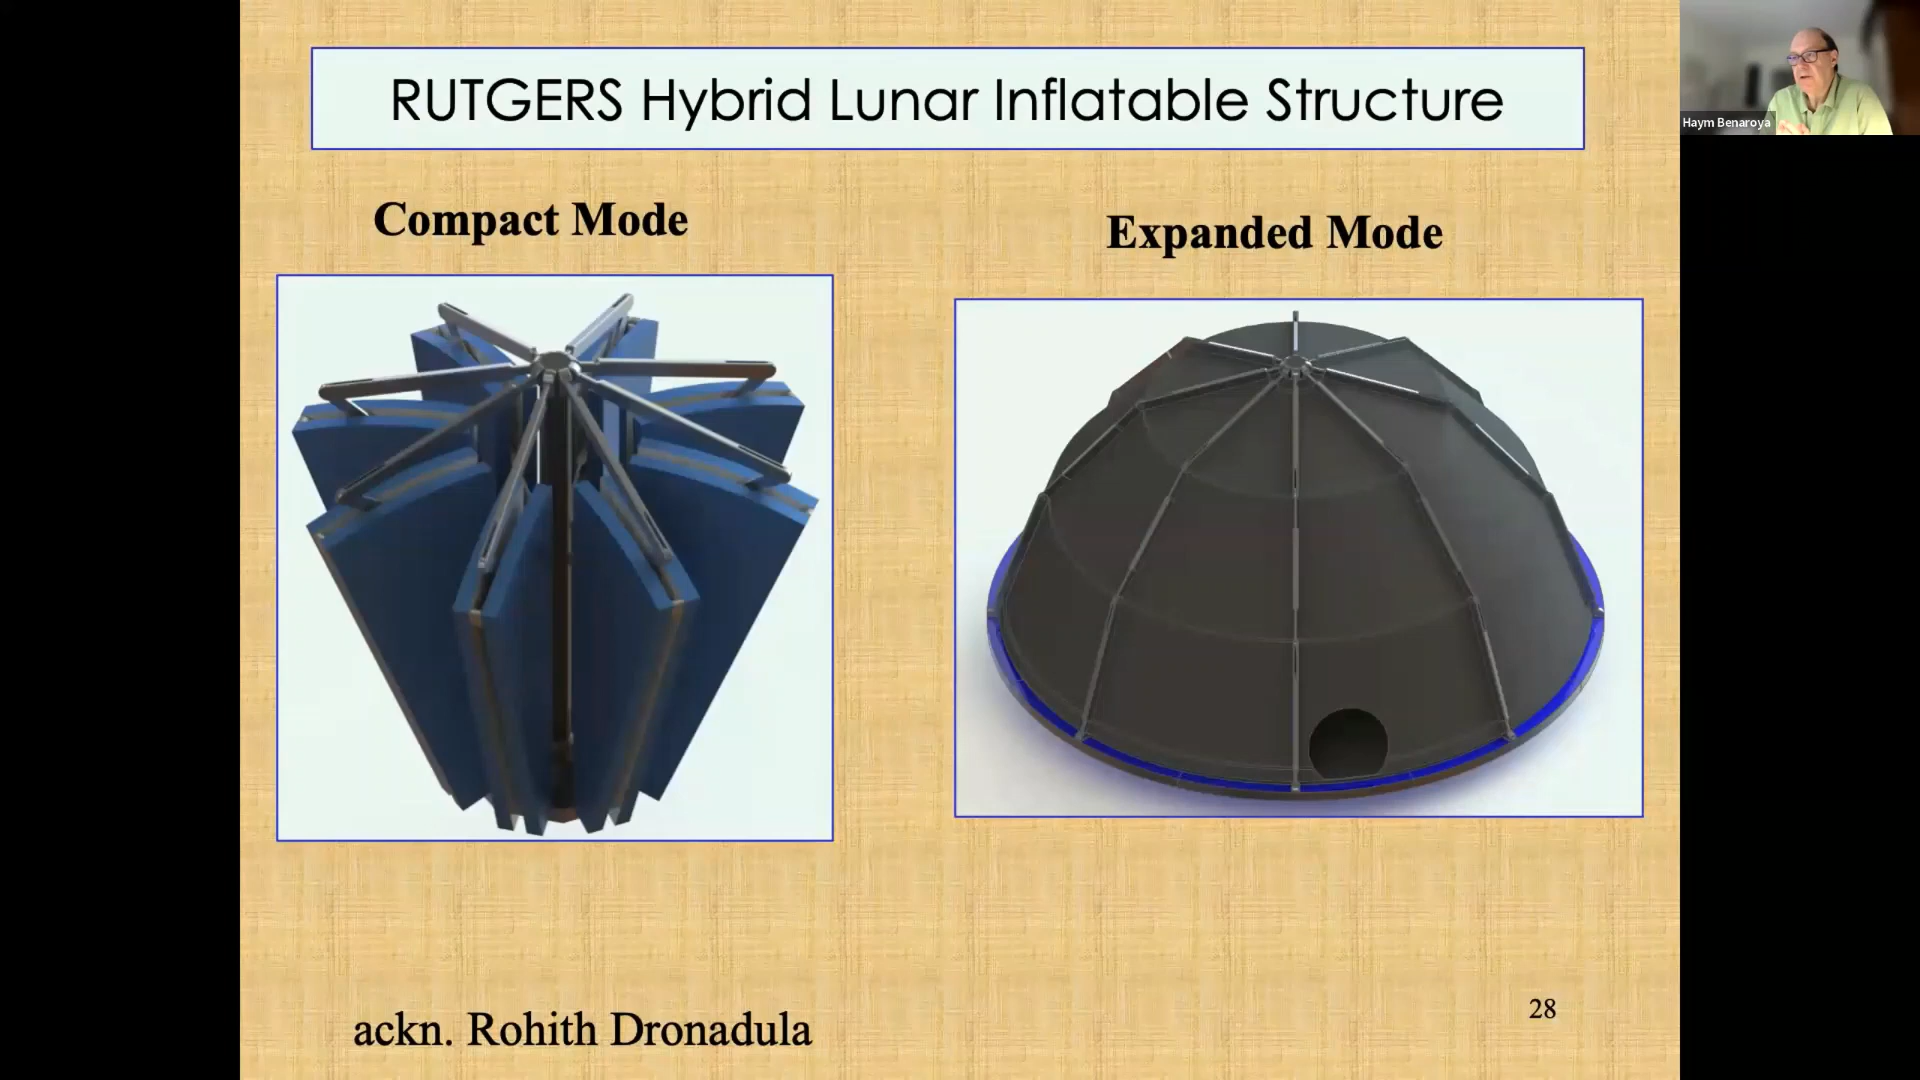 RUTGERS Hybrid Lunar Inflatable Structure
Haym Benaroya
Compact Mode
Expanded Mode
28
ackn. Rohith Dronadula